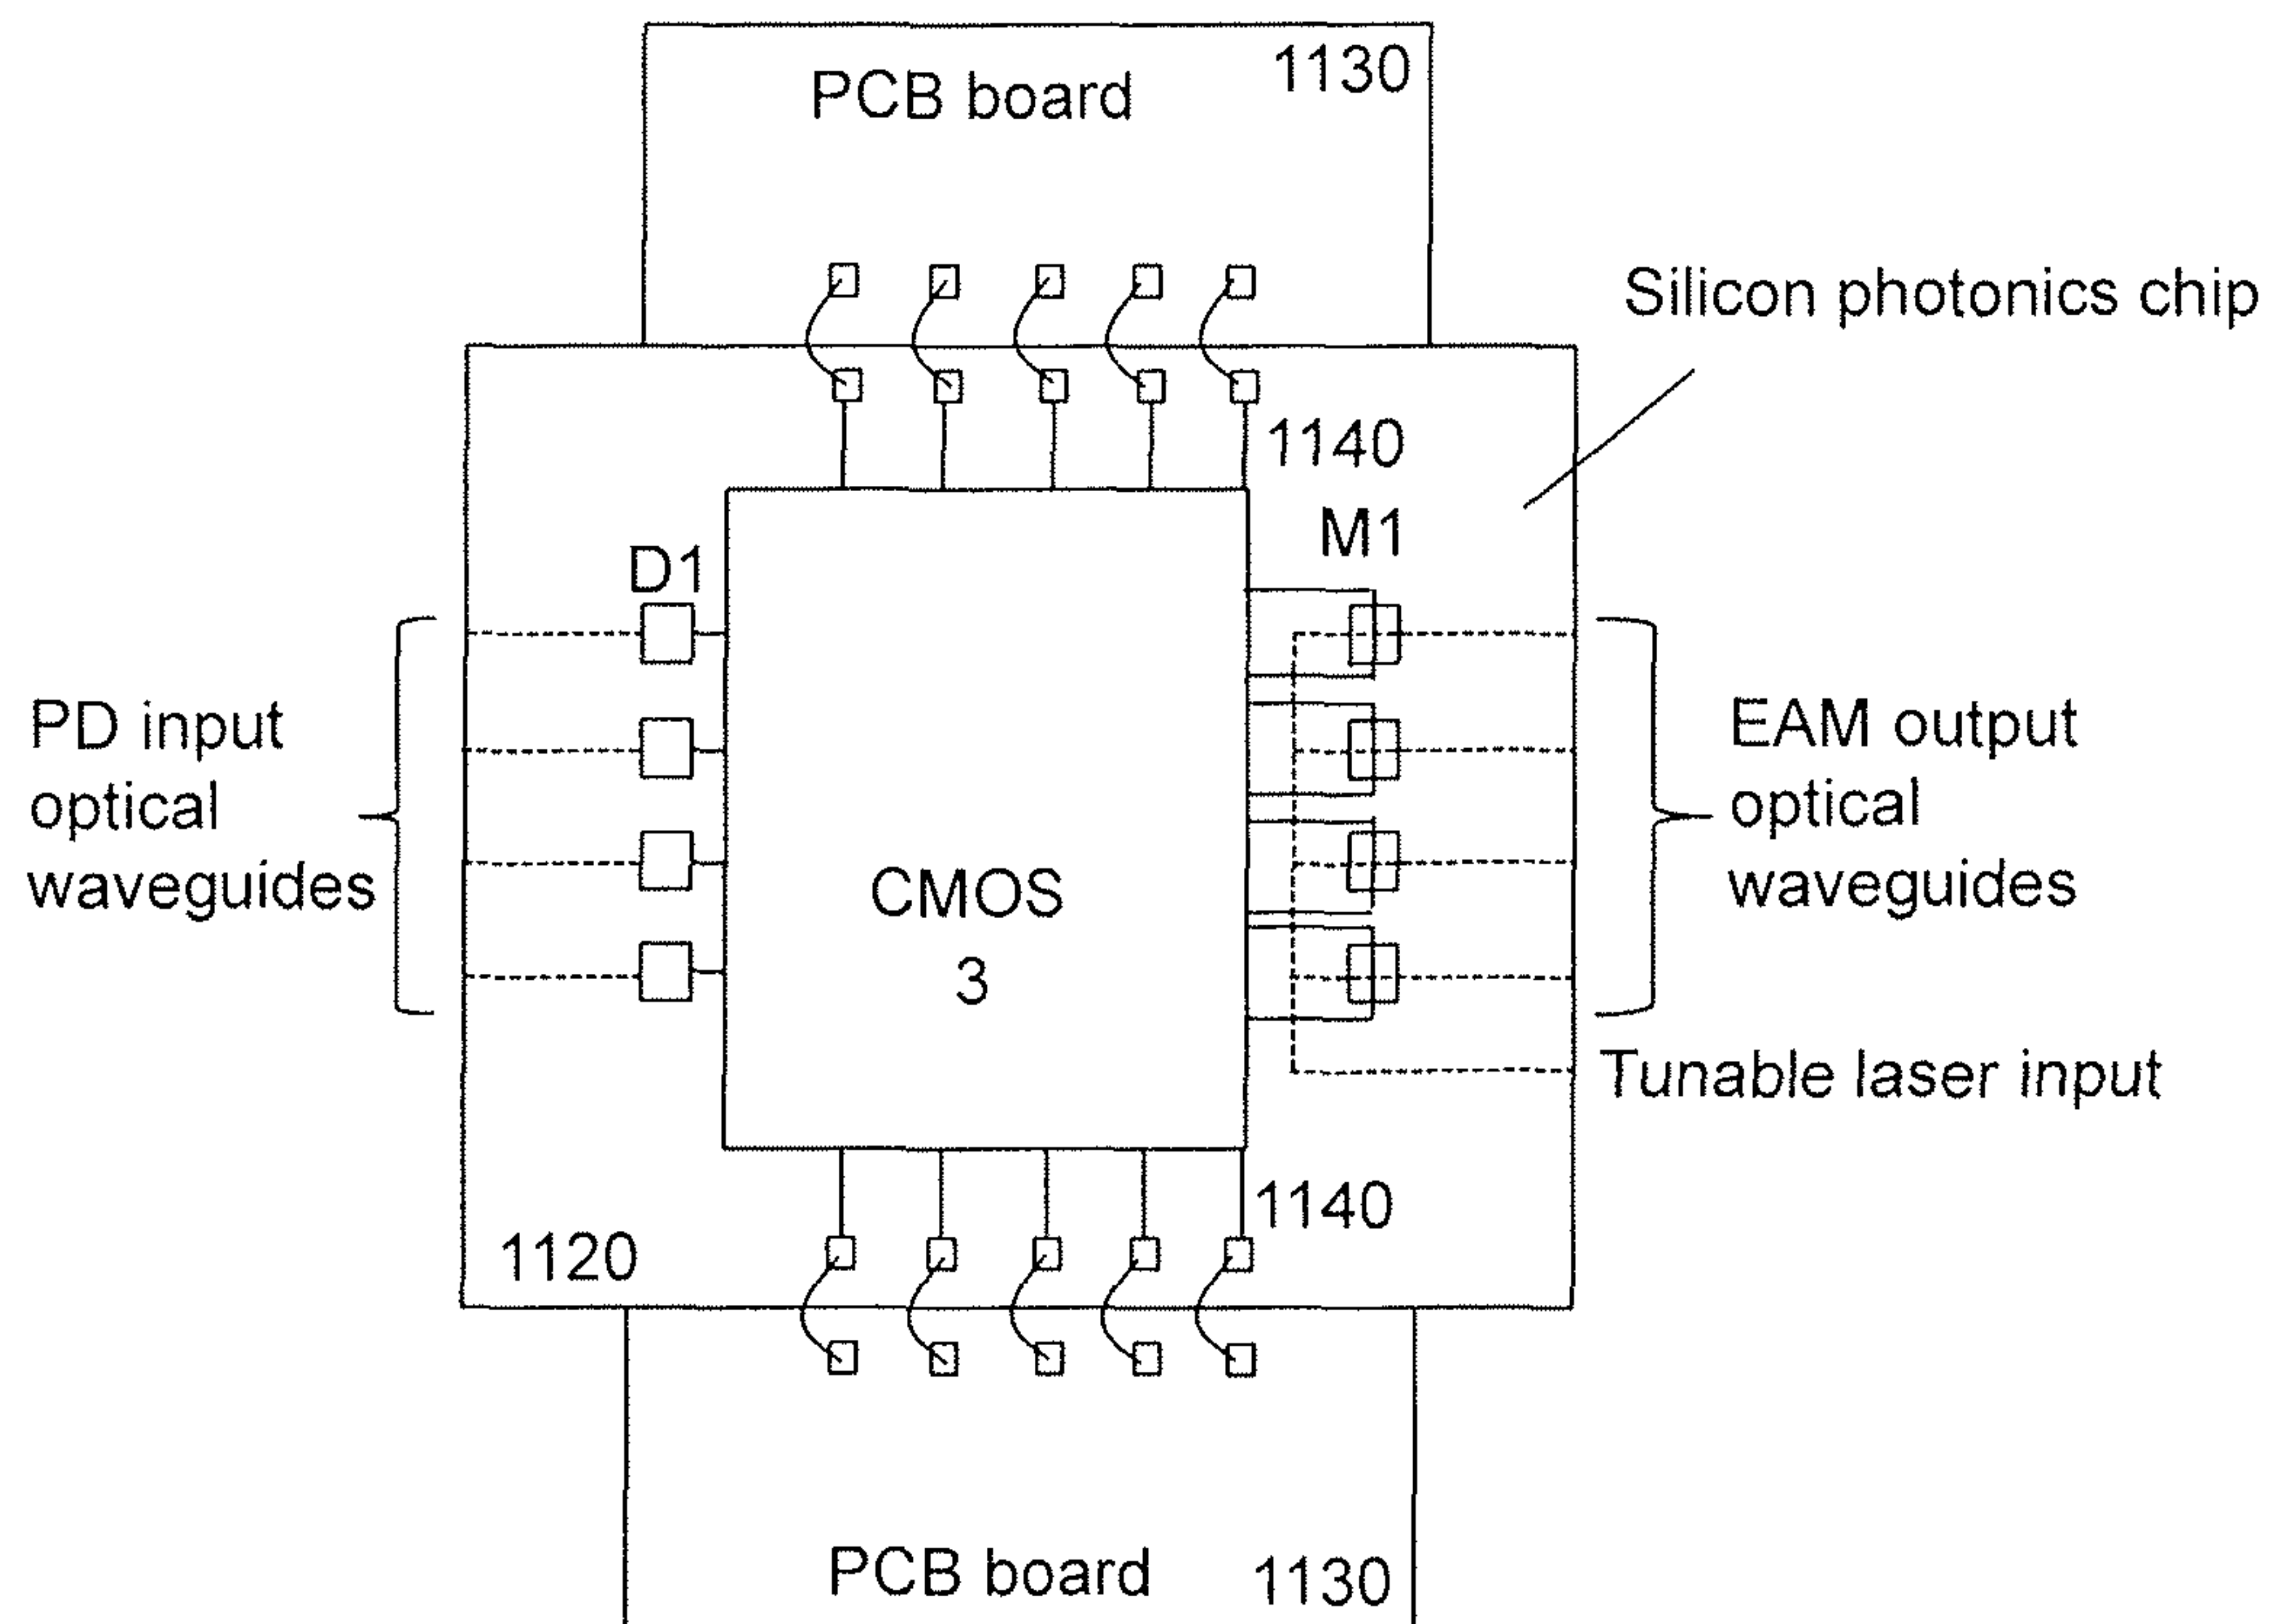 PCB board
1130
Silicon photonics chip
1140
M1
D1
PD input
optical
waveguides
EAM output
optical
waveguides
CMOS
3
Tunable laser input
1140
1120
PCB board
1130